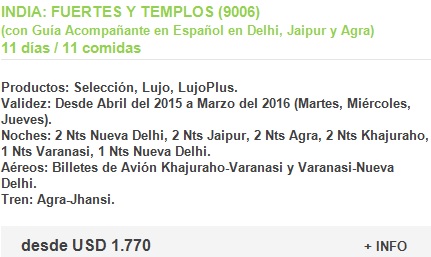 INDIA: FUERTES Y TEMPLOS (9006)
(con Guía Acompañante en Español en Delhi, Jaipur y Agra)
11 días / 11 comidas
Productos: Selección, Lujo, LujoPlus.
Validez: Desde Abril del 2015 a Marzo del 2016 (Martes, Miércoles,
Jueves).
Noches: 2 Nts Nueva Delhi, 2 Nts Jaipur, 2 Nts Agra, 2 Nts Khajuraho,
1 Nts Varanasi, 1 Nts Nueva Delhi.
Aéreos: Billetes de Avión Khajuraho-Varanasi y Varanasi-Nueva
Delhi.
Tren: Agra-Jhansi.
desde USD 1.770
+ INFO